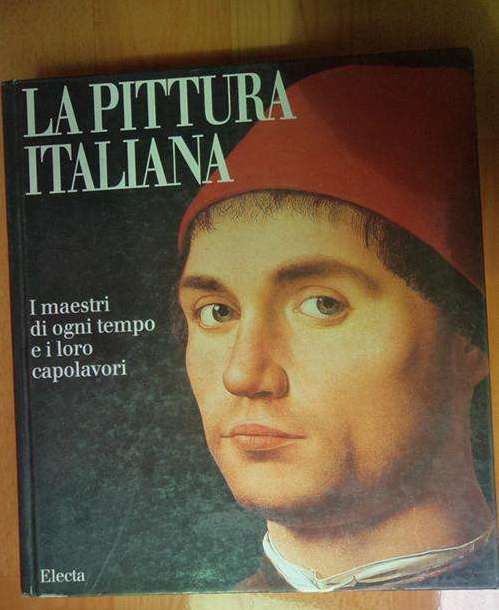 LA PITTURA
ITALIANA
I maestri
di ogni tempo
e i loro
capolavori
Electa